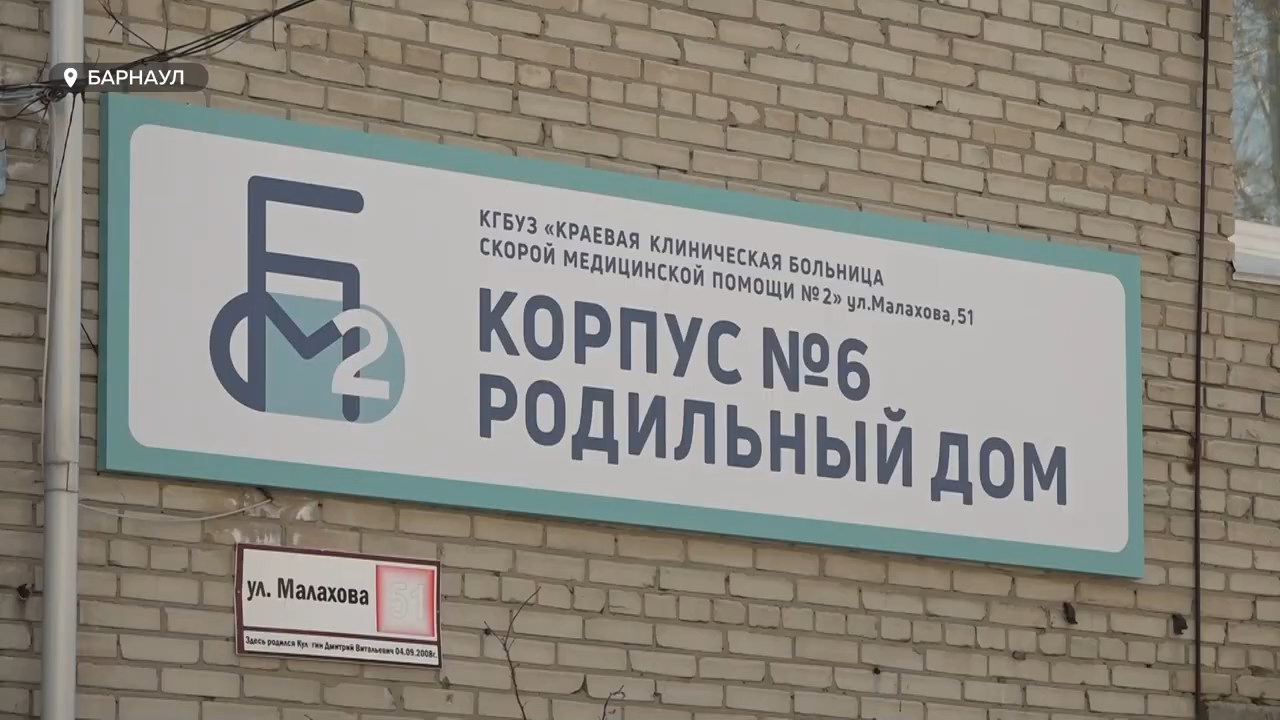 БАРНАУЛ
БМ2
КГБУЗ «КРАЕВАЯ КЛИНИЧЕСКАЯ БОЛЬНИЦА
СКОРОЙ МЕДИЦИНСКОЙ ПОМОЩИ №2» ул.Малахова,51
КОРПУС №6
РОДИЛЬНЫЙ ДОМ
ул. Малахова 51
Здесь родился Дмитрий Витальевич 04.09.2008г.